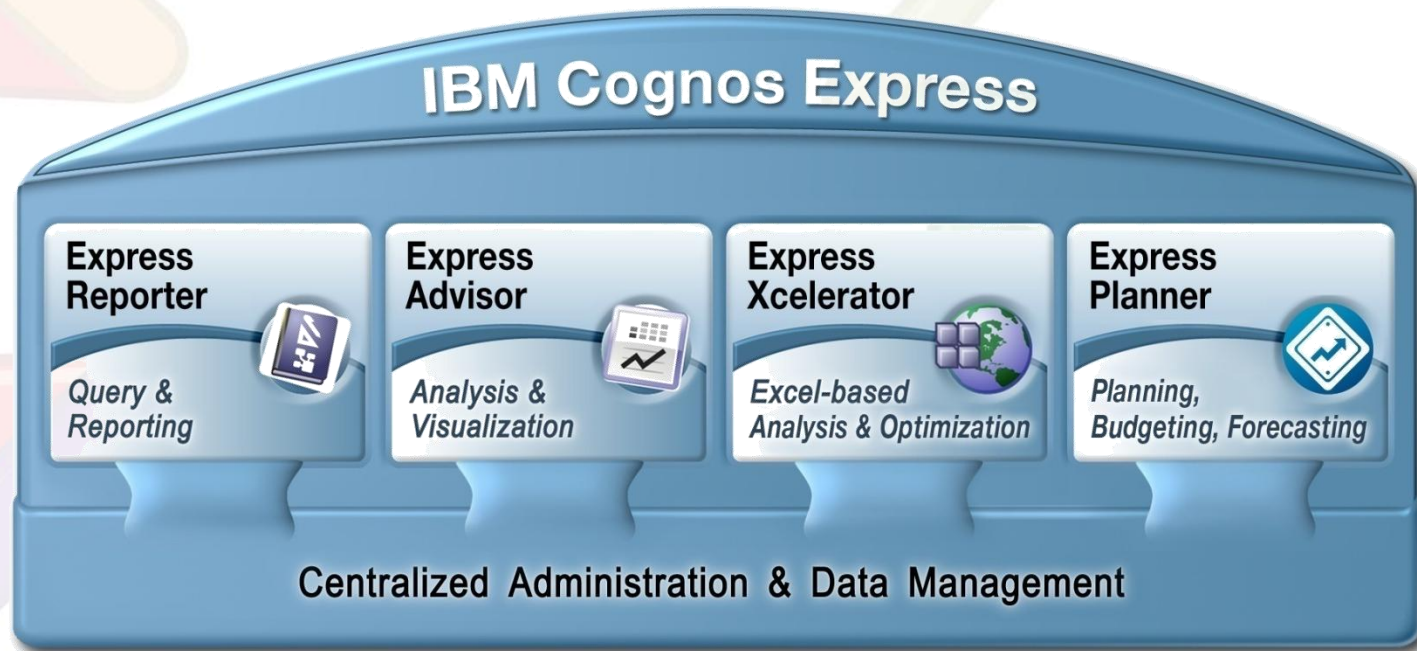 IBM Cognos Express
Express
Reporter
Query &
Reporting
Express
Advisor
Analysis &
Visualization
Express
Xcelerator
Excel-based
Analysis & Optimization
Express
Planner
Planning,
Budgeting, Forecasting
Centralized Administration & Data Management